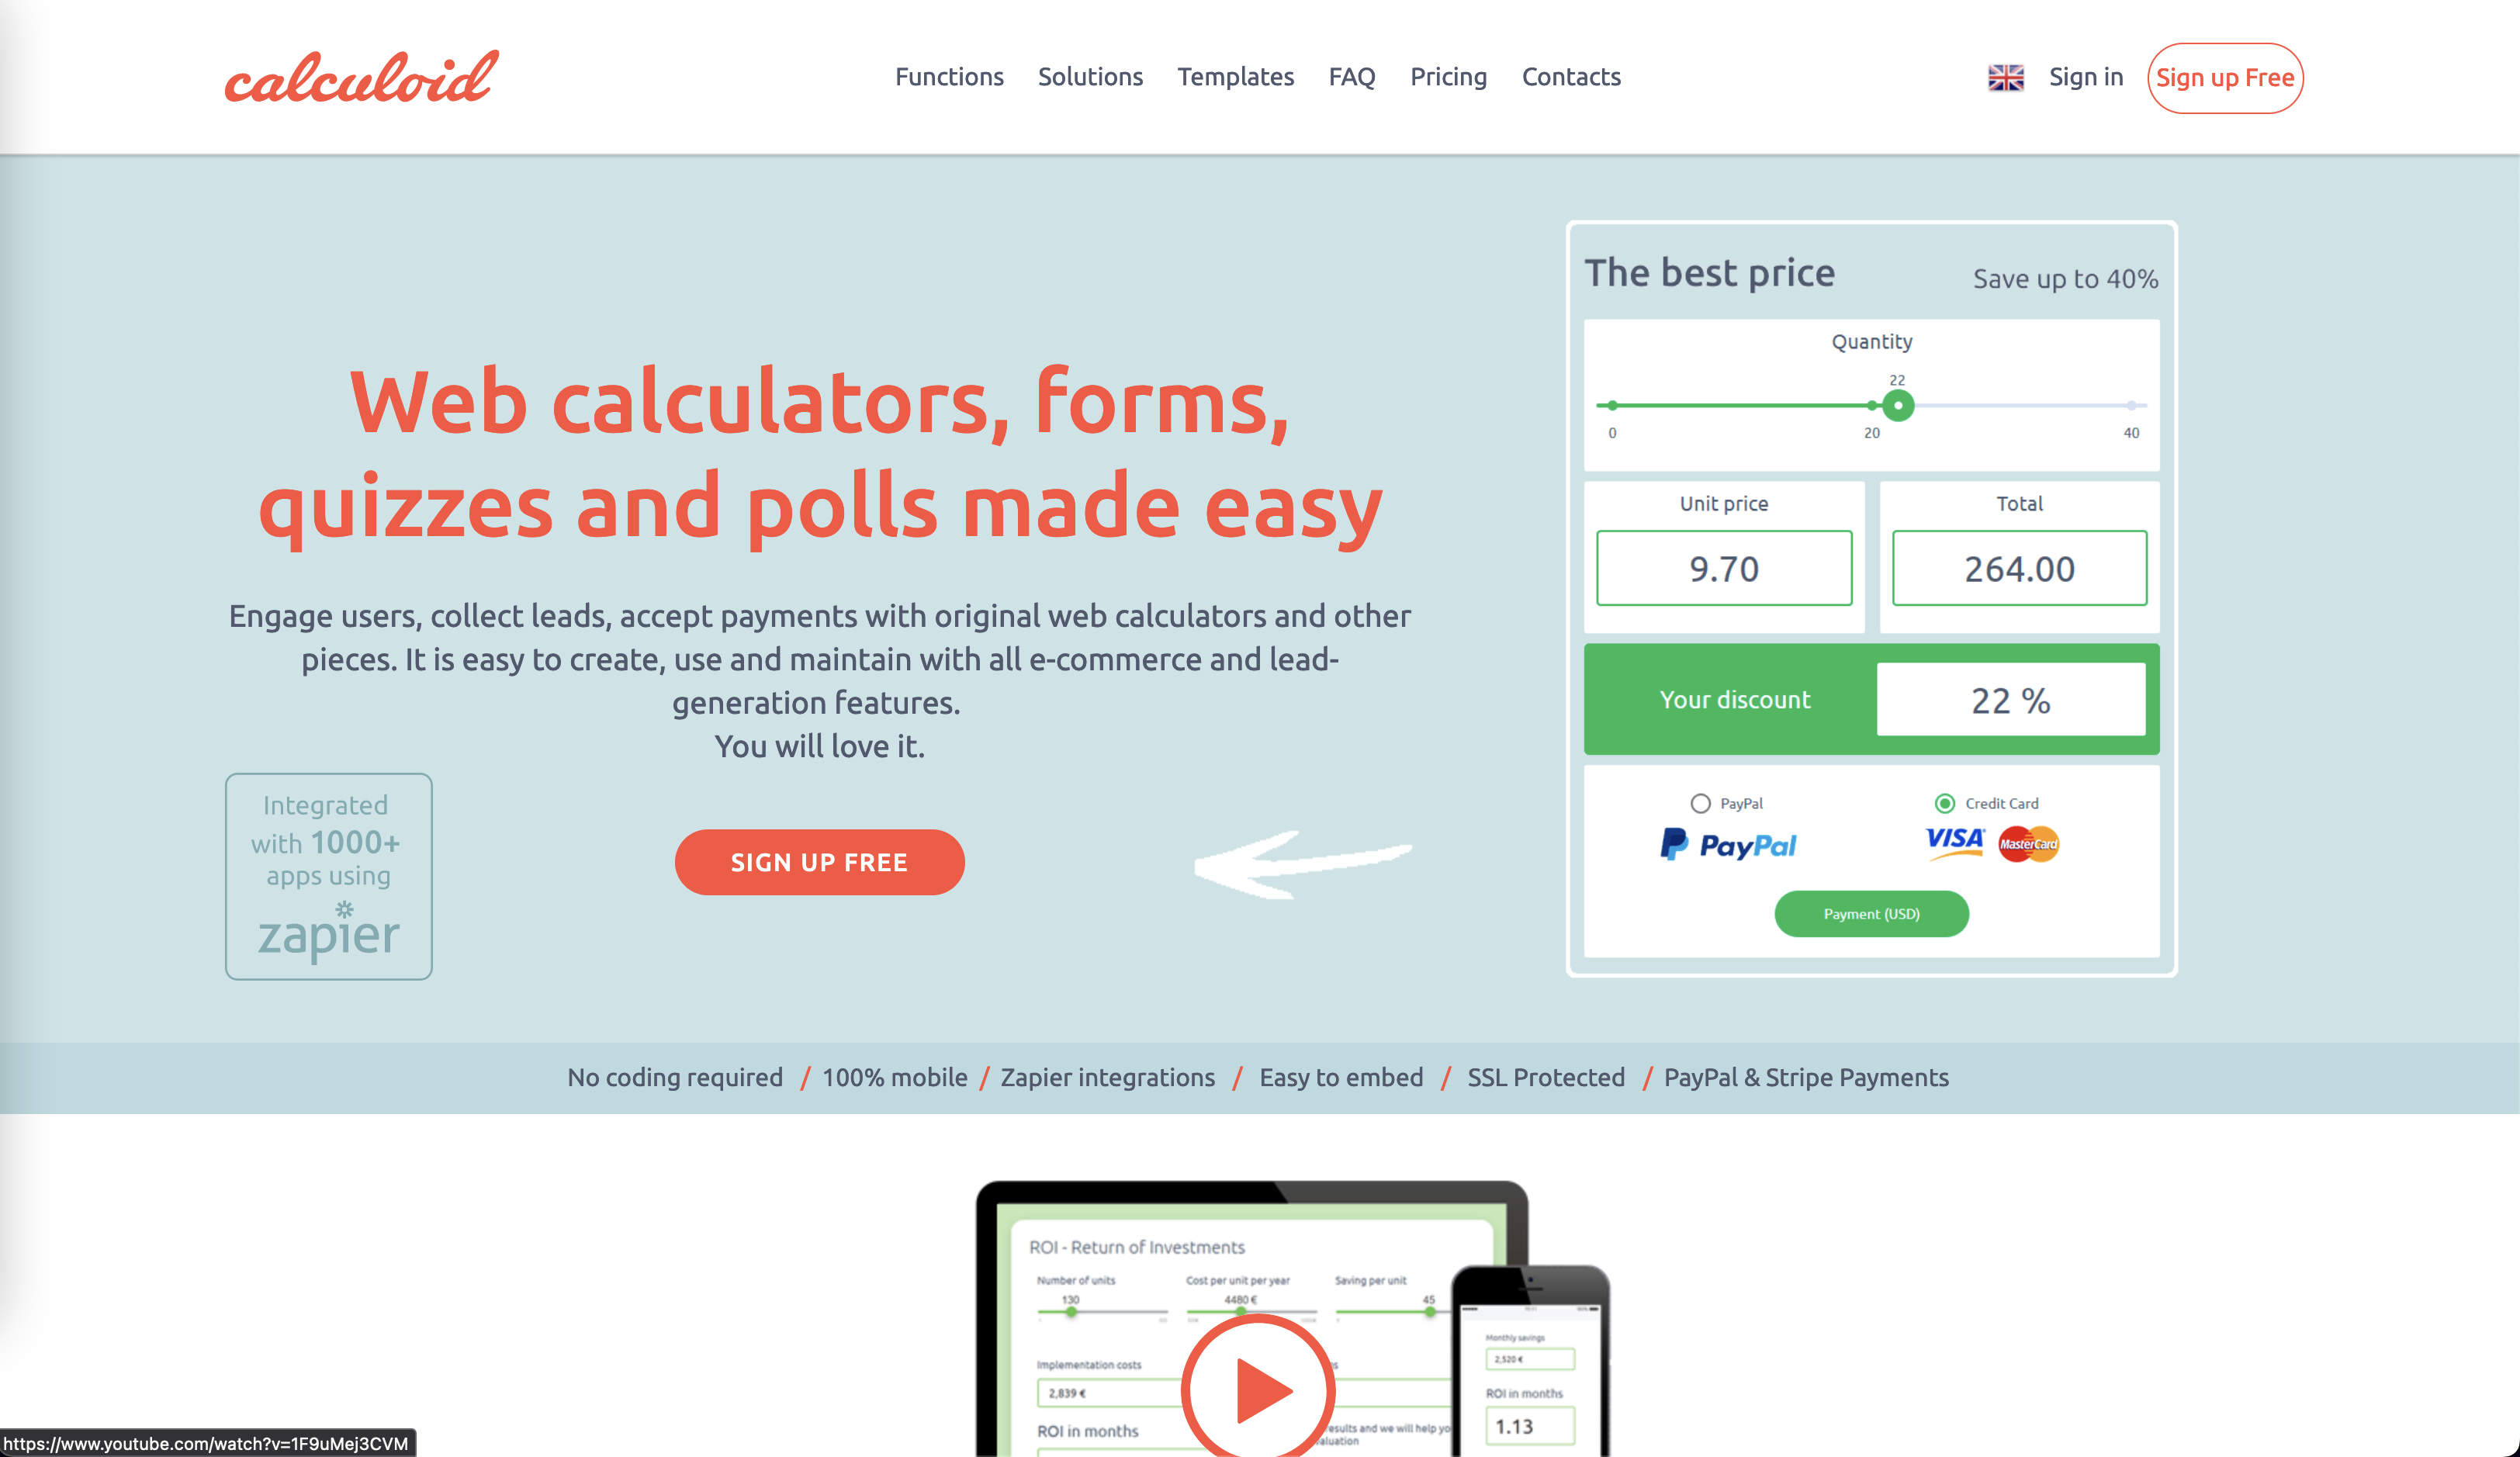 calculoid
Functions
Solutions
Templates
FAQ
Pricing
Contacts
Sign in
Sign up Free
Web calculators, forms,
quizzes and polls made easy
Engage users, collect leads, accept payments with original web calculators and other
pieces. It is easy to create, use and maintain with all e-commerce and lead-
generation features.
You will love it.
Integrated
with 1000+
apps using
zapier
SIGN UP FREE
The best price
Save up to 40%
Quantity
22
0
20
40
Unit price
Total
9.70
264.00
Your discount
22 %
PayPal
Credit Card
PayPal
VISA
MasterCard
Payment (USD)
No coding required / 100% mobile / Zapier integrations / Easy to embed / SSL Protected / PayPal & Stripe Payments
ROI - Return of Investments
Number of units
Cost per unit per year
Saving per unit
130
4480 €
45
Implementation costs
2,839 €
ROI in months
results and we will help you
Monthly savings
2,520 €
ROI in months
1.13
https://www.youtube.com/watch?v=1F9uMej3CVM